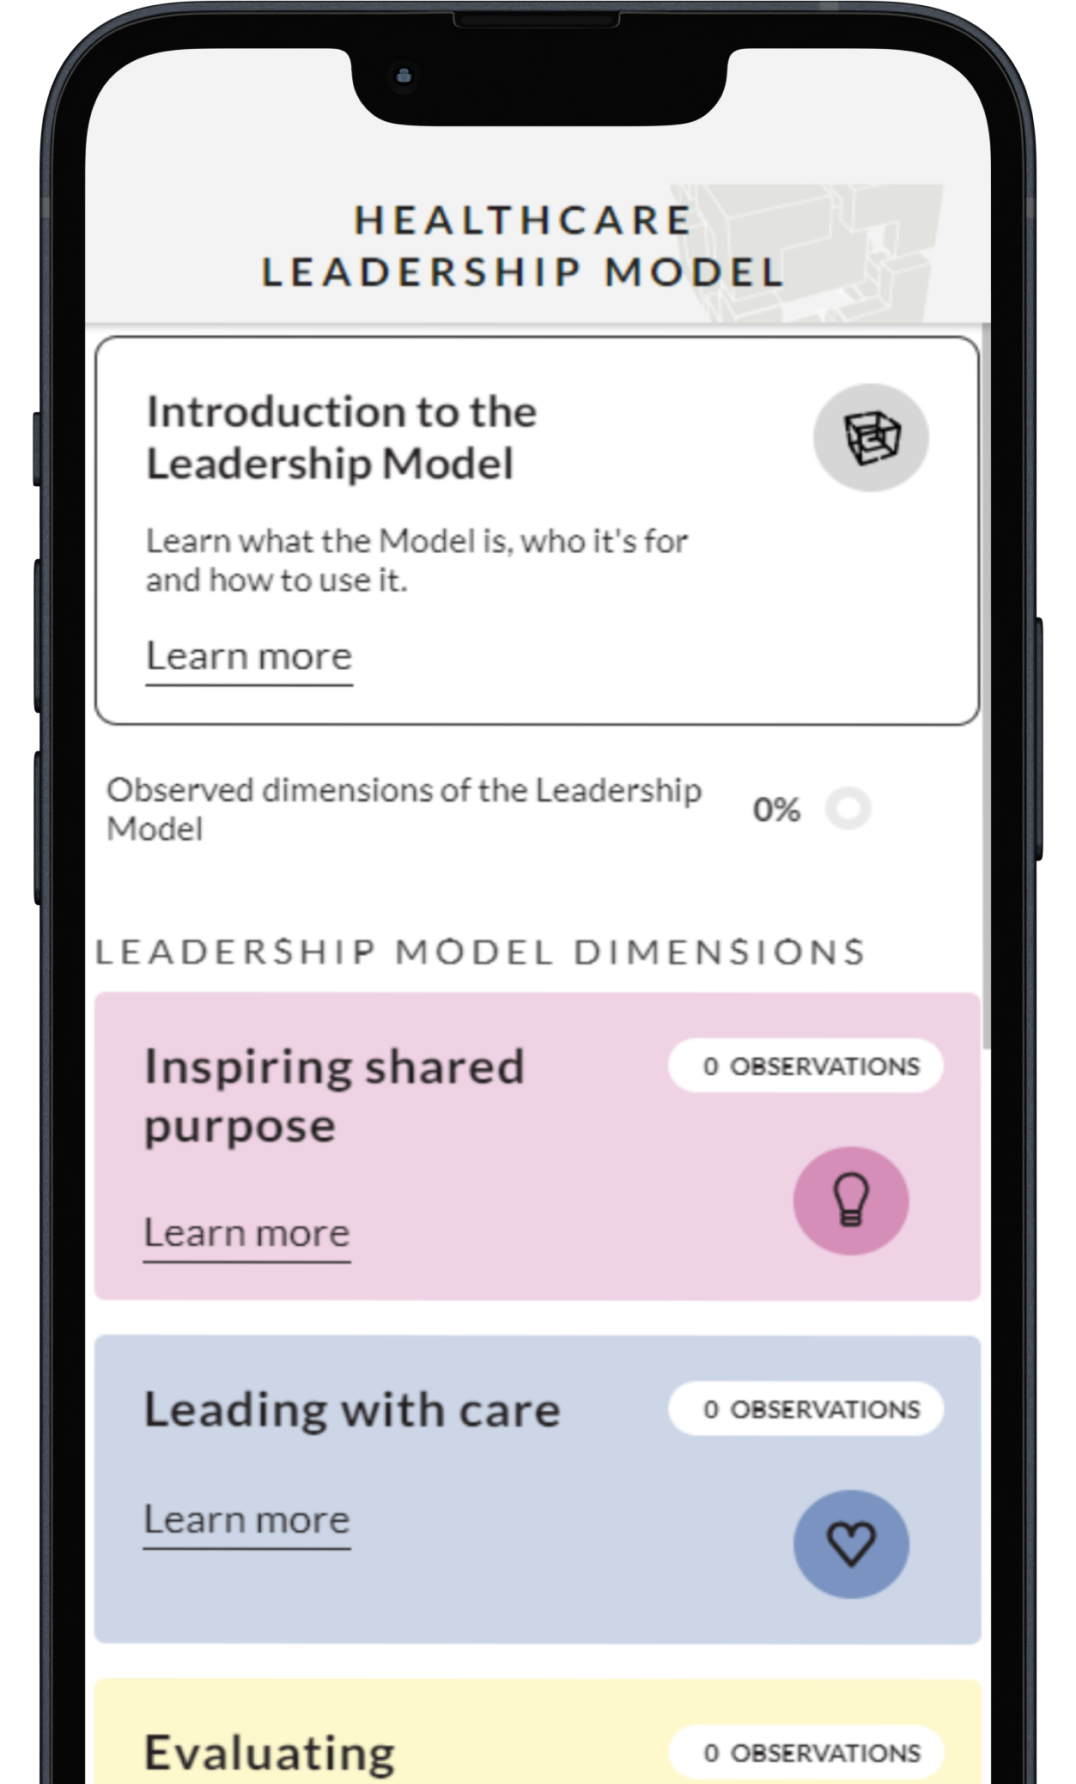 HEALTHCARE
LEADERSHIP MODEL
Introduction to the
Leadership Model
Learn what the Model is, who it's for
and how to use it.
Learn more
Observed dimensions of the Leadership
Model
0%
LEADERSHIP MODEL DIMENSIONS
Inspiring shared
purpose
0 OBSERVATIONS
Learn more
Leading with care
0 OBSERVATIONS
Learn more
Evaluating
0 OBSERVATIONS